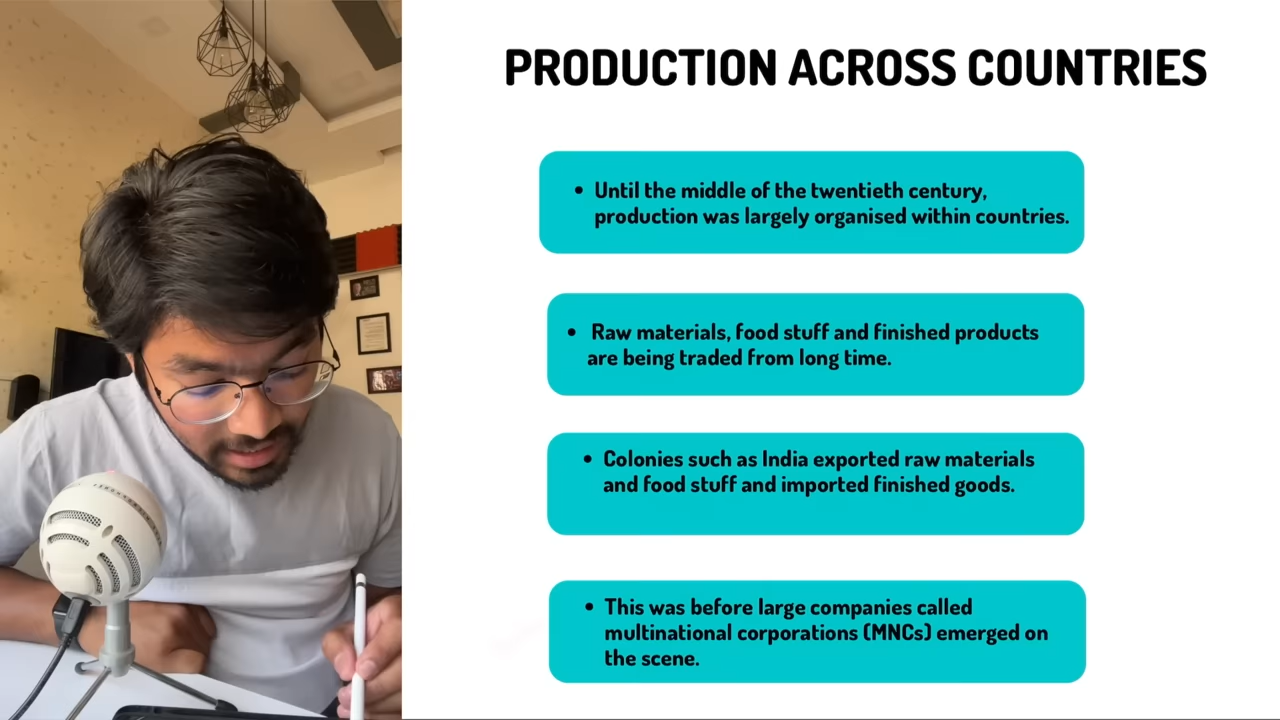 PRODUCTION ACROSS COUNTRIES
• Until the middle of the twentieth century,
production was largely organised within countries.
• Raw materials, food stuff and finished products
are being traded from long time.
• Colonies such as India exported raw materials
and food stuff and imported finished goods.
• This was before large companies called
multinational corporations (MNCs) emerged on
the scene.